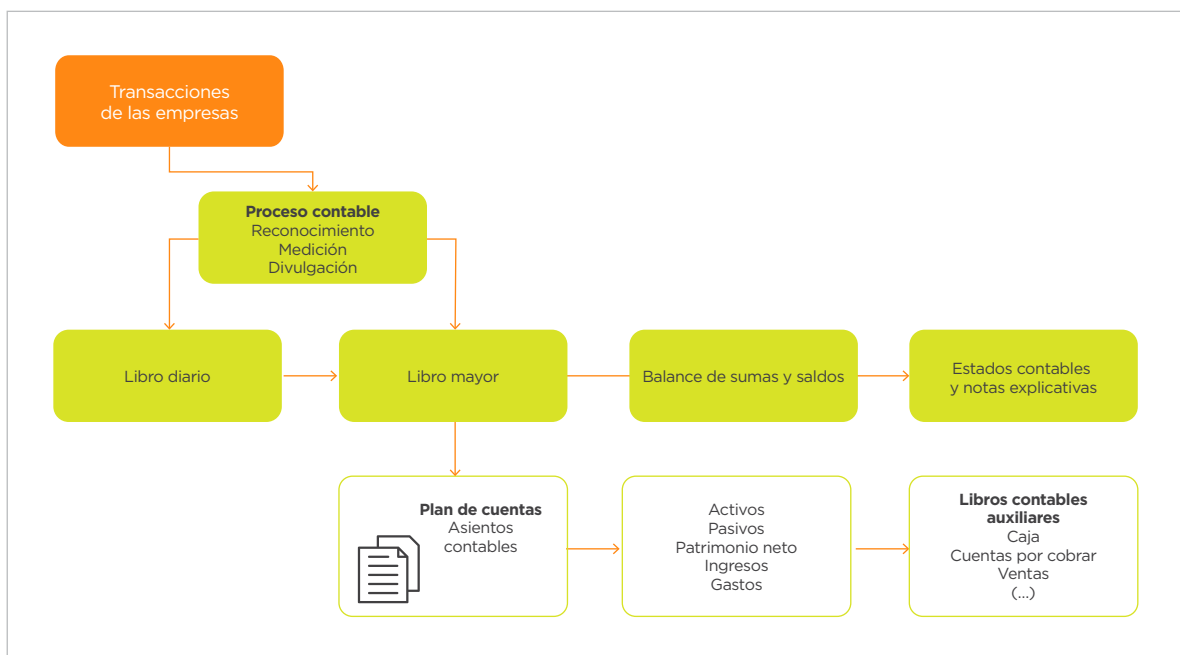 Transacciones
de las empresas
Proceso contable
Reconocimiento
Medición
Divulgación
Libro diario
Libro mayor
Balance de sumas y saldos
Estados contables
y notas explicativas
Plan de cuentas
Asientos
contables
Activos
Pasivos
Patrimonio neto
Ingresos
Gastos
Libros contables
auxiliares
Caja
Cuentas por cobrar
Ventas
(...)